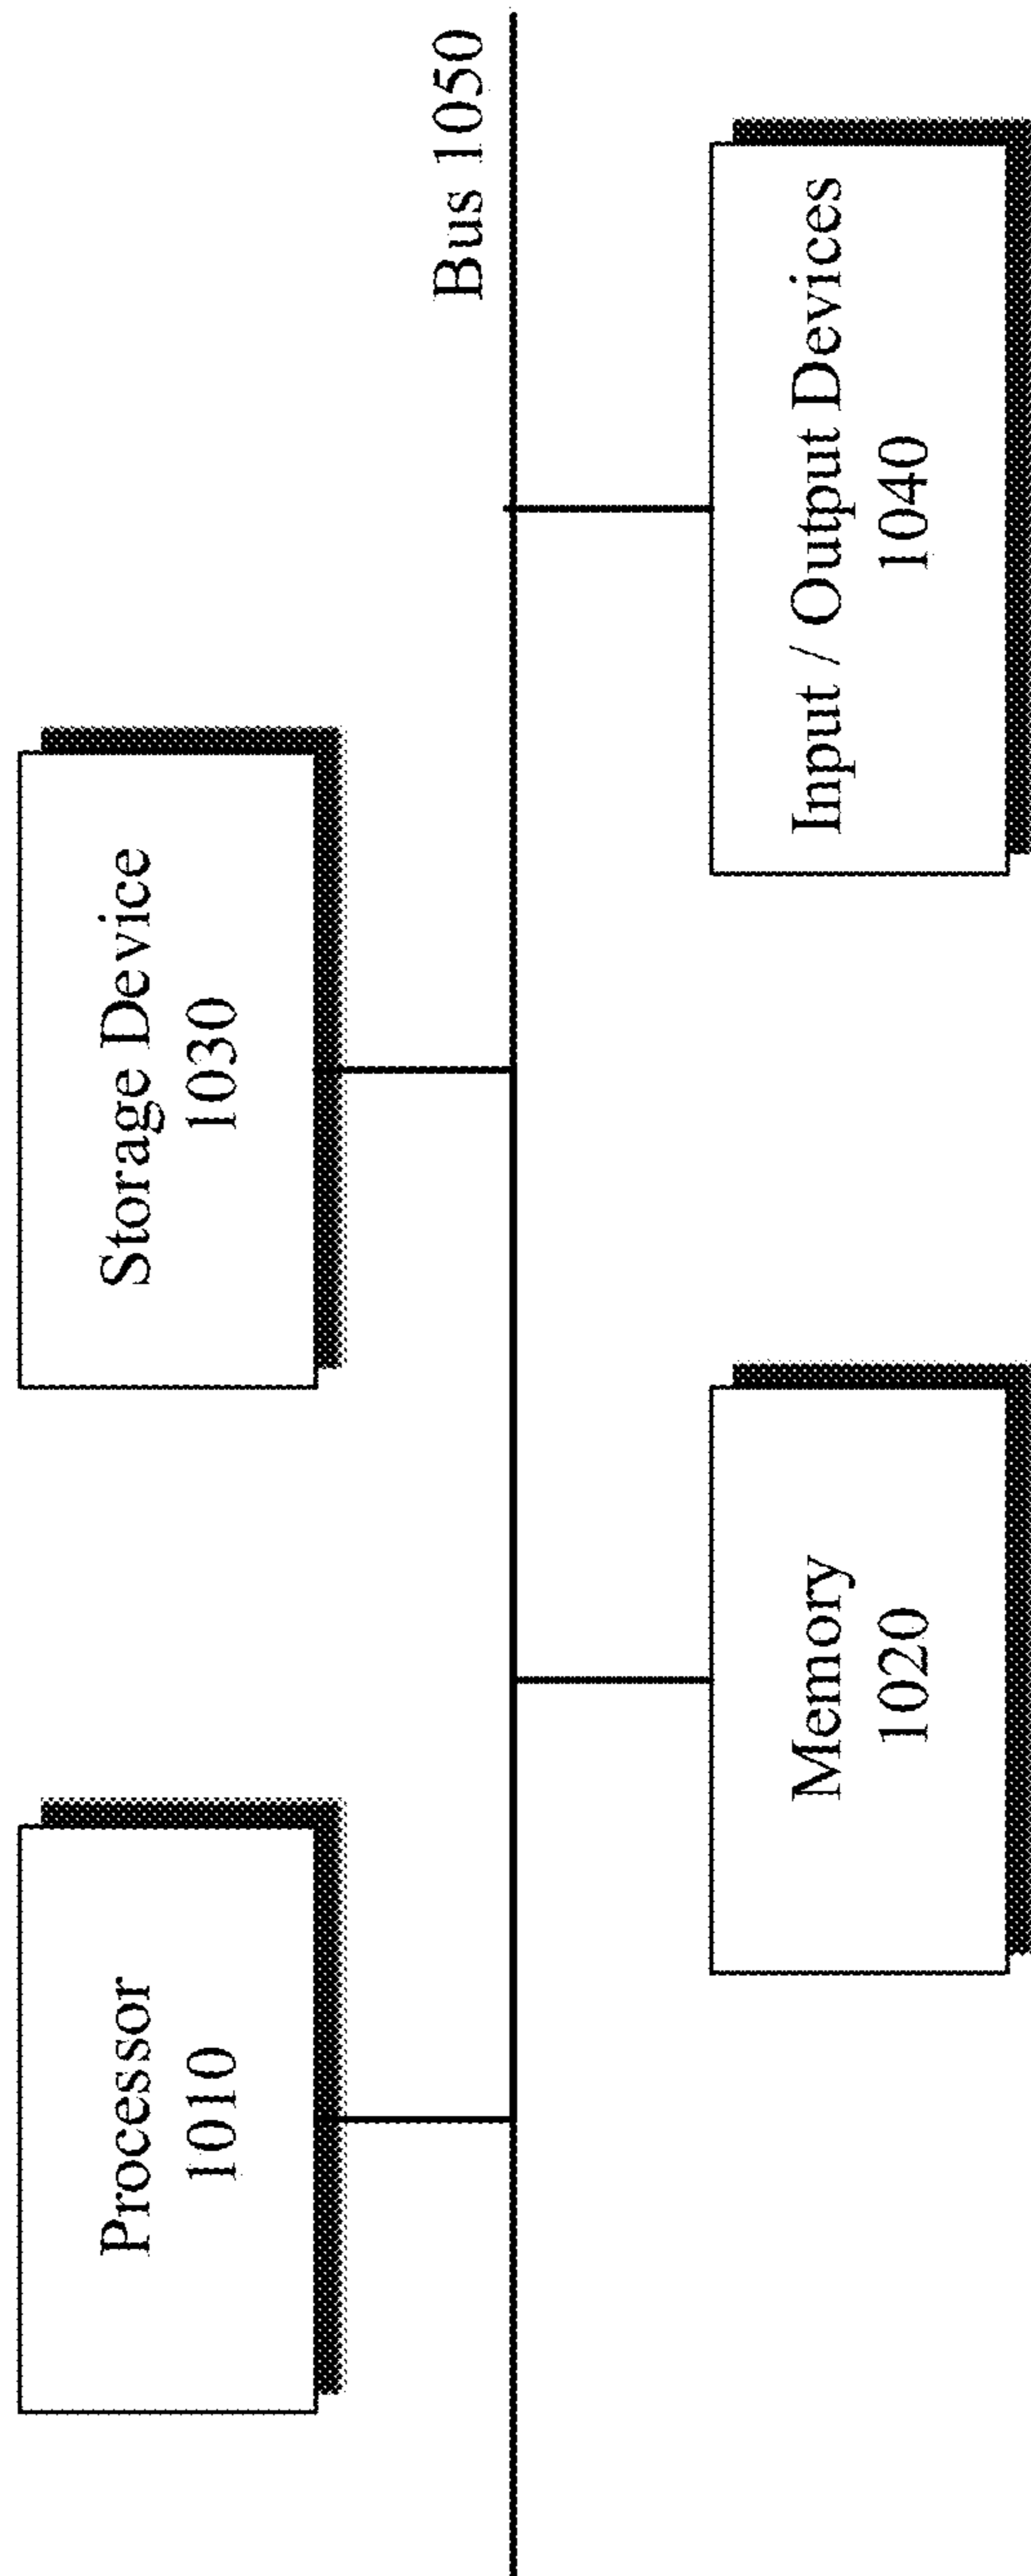 Processor
1010
Storage Device
1030
Bus 1050
Memory
1020
Input / Output Devices
1040